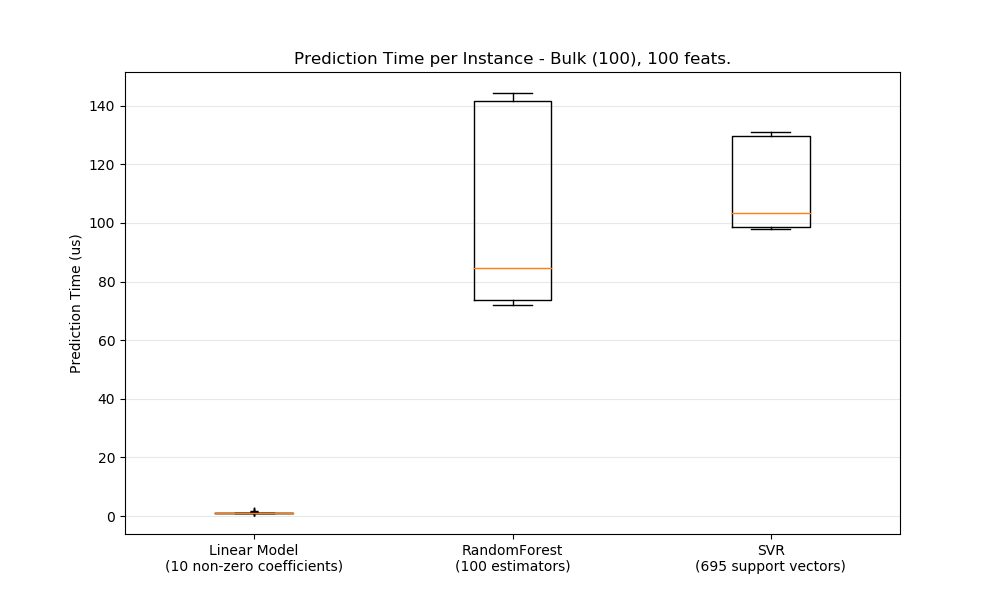 Prediction Time per Instance - Bulk (100), 100 feats.
Prediction Time (us)
140
120
100
80
60
40
20
0
Linear Model
(10 non-zero coefficients)
RandomForest
(100 estimators)
SVR
(695 support vectors)